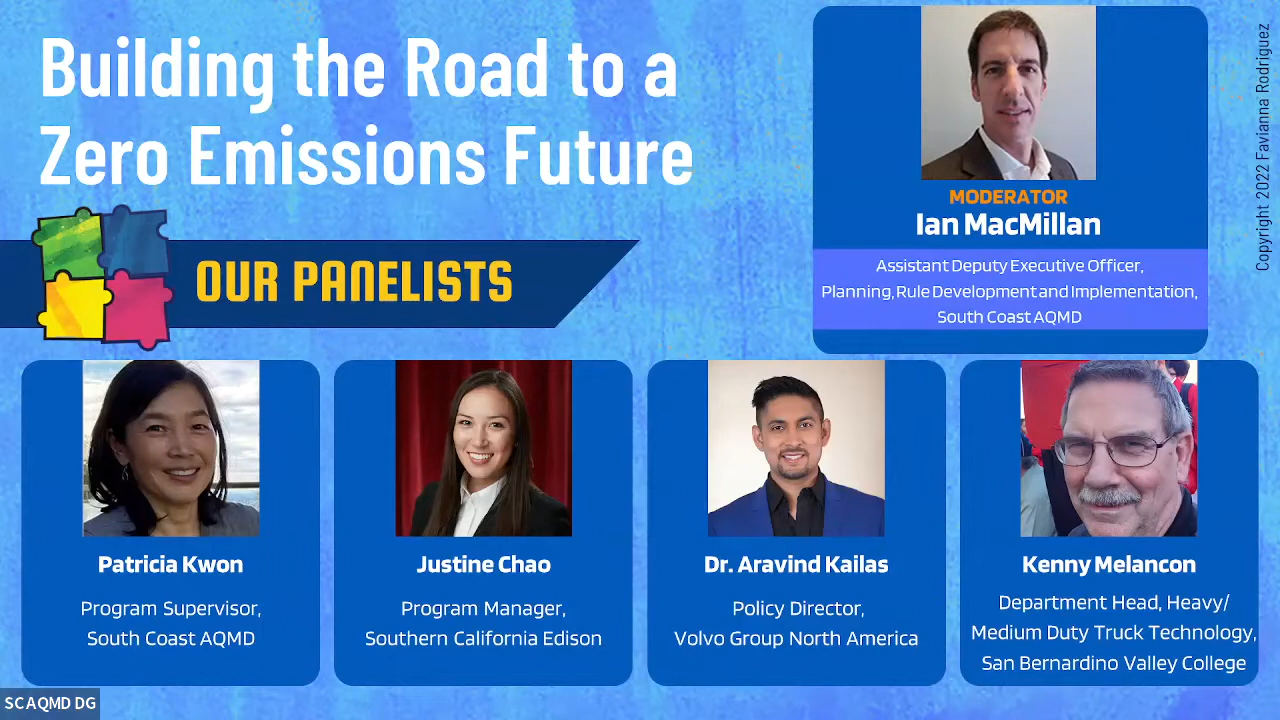 Building the Road to a
Zero Emissions Future
OUR PANELISTS
MODERATOR
Ian MacMillan
Assistant Deputy Executive Officer,
Planning, Rule Development and Implementation,
South Coast AQMD
Copyright 2022 Favianna Rodriguez
Patricia Kwon
Program Supervisor,
South Coast AQMD
Justine Chao
Program Manager,
Southern California Edison
Dr. Aravind Kailas
Policy Director,
Volvo Group North America
Kenny Melancon
Department Head, Heavy/
Medium Duty Truck Technology,
San Bernardino Valley College
SCAQMD DG